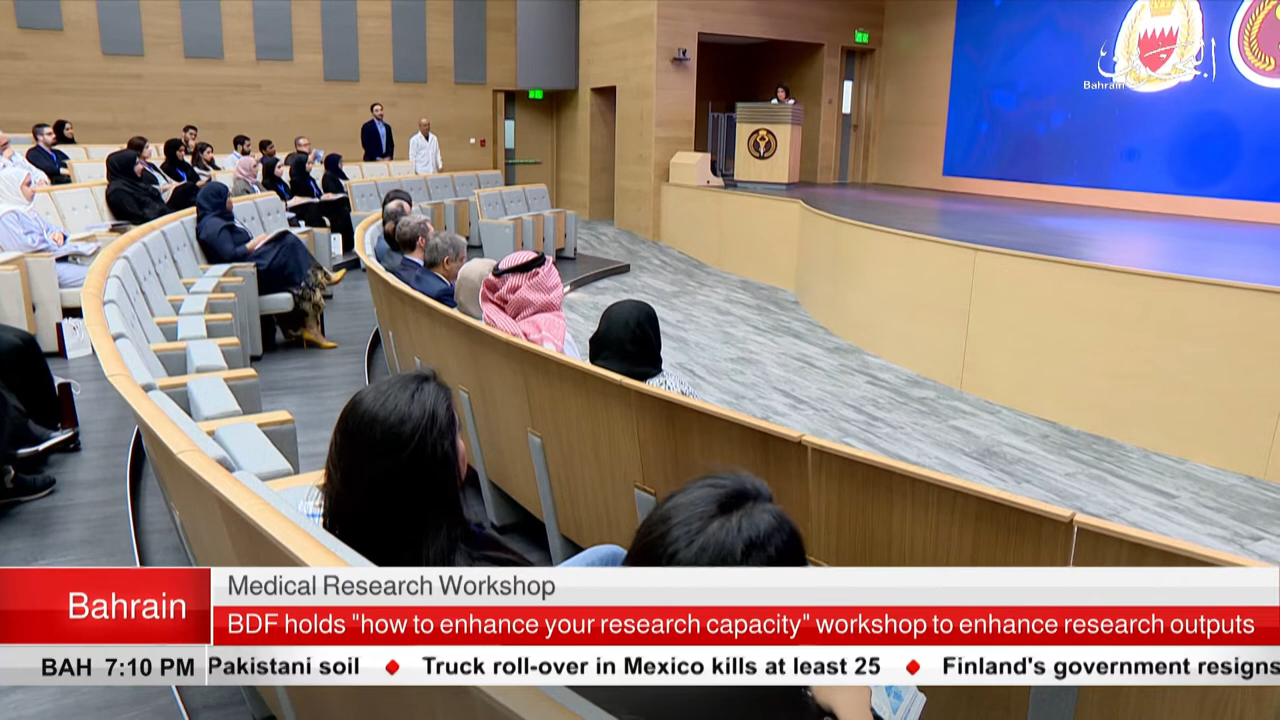 البحرين
Bahrain
Medical Research Workshop
Bahrain
BDF holds "how to enhance your research capacity" workshop to enhance research outputs
BAH 7:10 PM Pakistani soil ♦ Truck roll-over in Mexico kills at least 25 ♦ Finland's government resigns